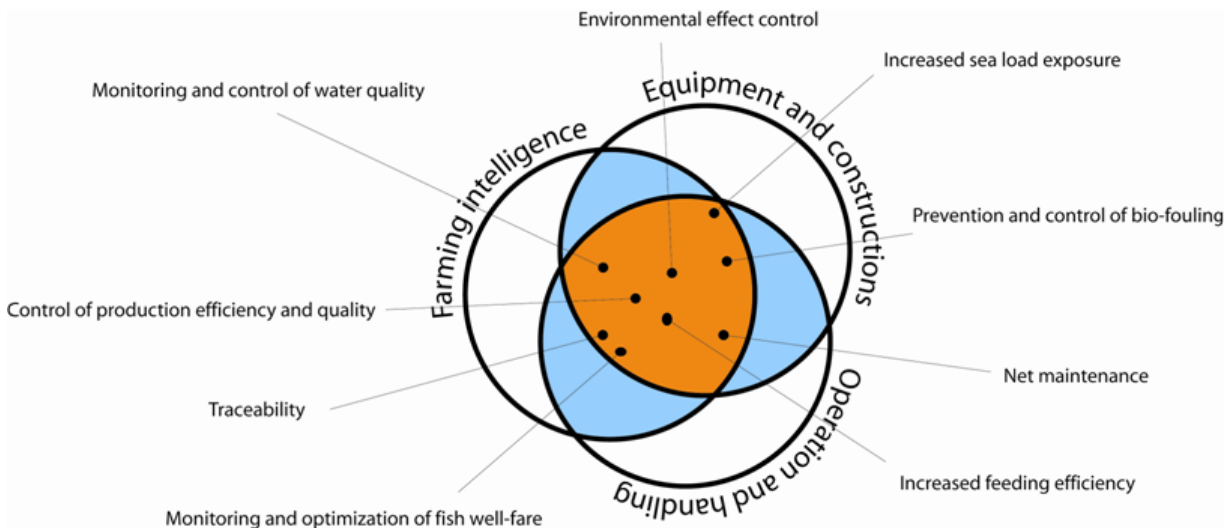 Environmental effect control
Increased sea load exposure
Monitoring and control of water quality
Equipment and constructions
Farming intelligence
Prevention and control of bio-fouling
Control of production efficiency and quality
Net maintenance
Traceability
Operation and handling
Increased feeding efficiency
Monitoring and optimization of fish well-fare